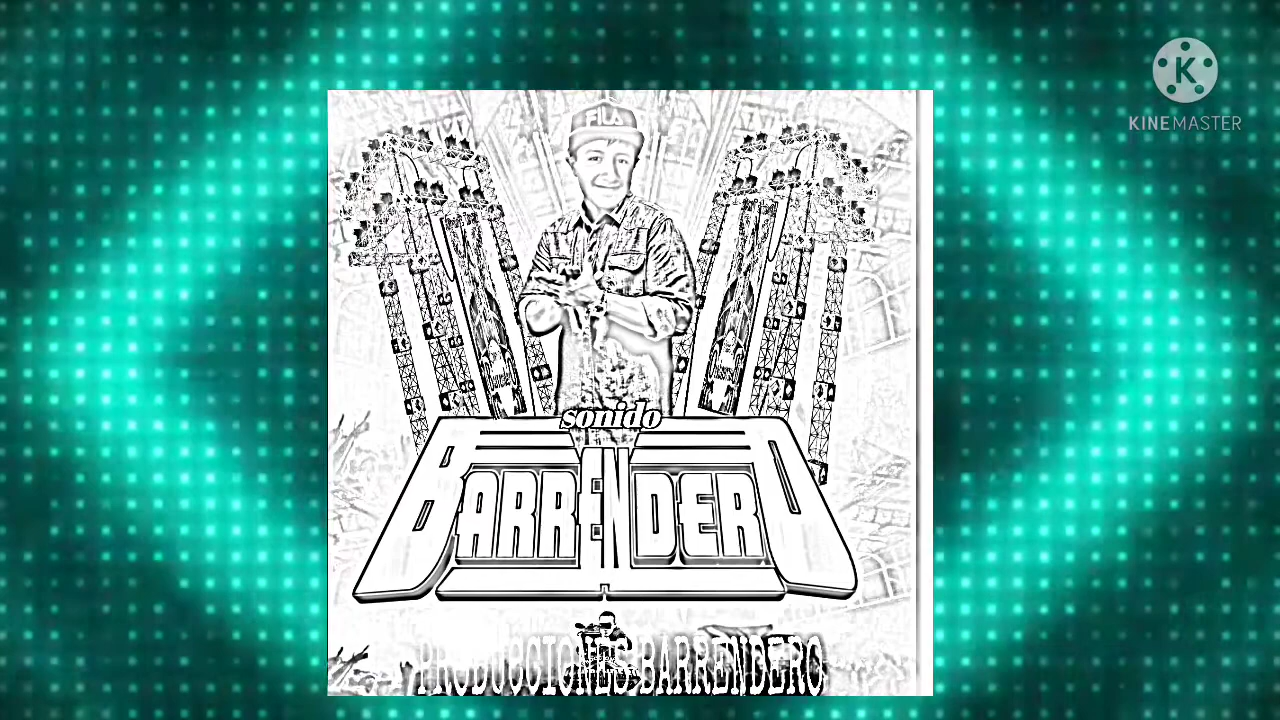 K
KINEMASTER
FILA
sonido
BARRENDERO
PRODUCCIONES BARRENDERO